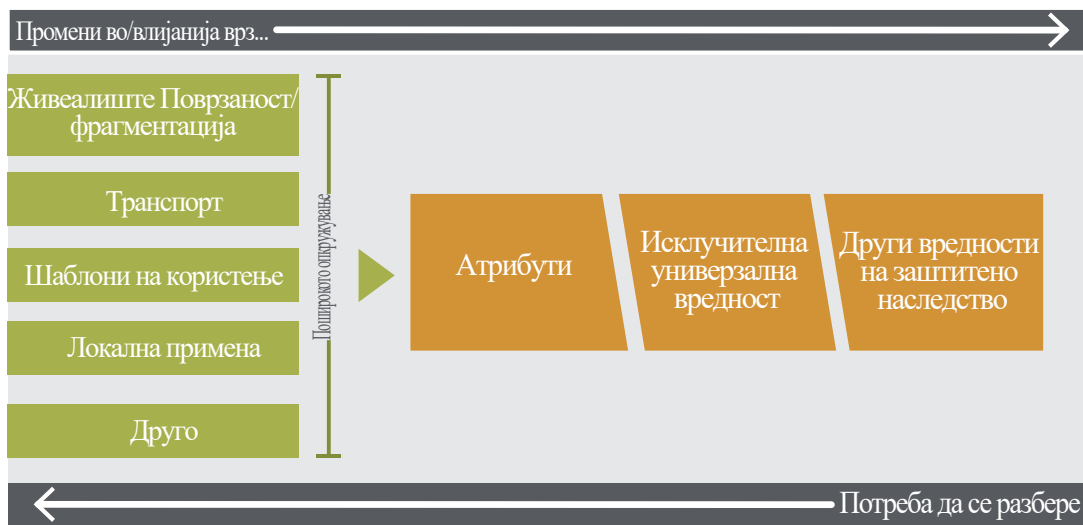 Промени во/влијанија врз...
Живеалиште Поврзаност/
фрагментација
Транспорт
Шаблони на користење
Локална примена
Друго
Поширокото опкружување
Атрибути
Исклучителна
универзална
вредност
Други вредности
на заштитено
наследство
Потреба да се разбере